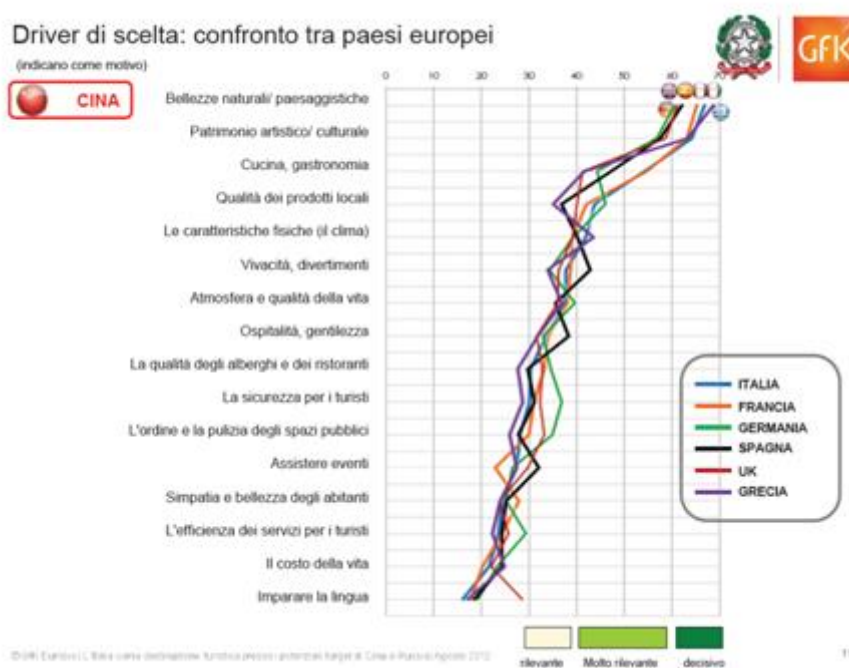 Driver di scelta: confronto tra paesi europei
(indicano come motivo)
GfK
CINA
0 10 20 30 40 50 60 70
Bellezze naturali/ paesaggistiche
Patrimonio artistico/ culturale
Cucina, gastronomia
Qualità dei prodotti locali
Le caratteristiche fisiche (il clima)
Vivacità, divertimenti
Atmosfera e qualità della vita
Ospitalità, gentilezza
La qualità degli alberghi e dei ristoranti
La sicurezza per i turisti
L'ordine e la pulizia degli spazi pubblici
Assistere eventi
Simpatia e bellezza degli abitanti
L'efficienza dei servizi per i turisti
Il costo della vita
Imparare la lingua
ITALIA
FRANCIA
GERMANIA
SPAGNA
UK
GRECIA
rilevante Molto rilevante decisivo